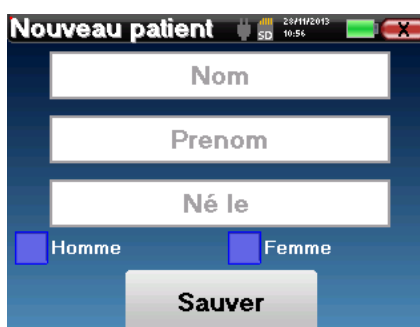 Nouveau patient SD 28/11/2013
10:56 X
Nom
Prenom
Né le
Homme Femme
Sauver